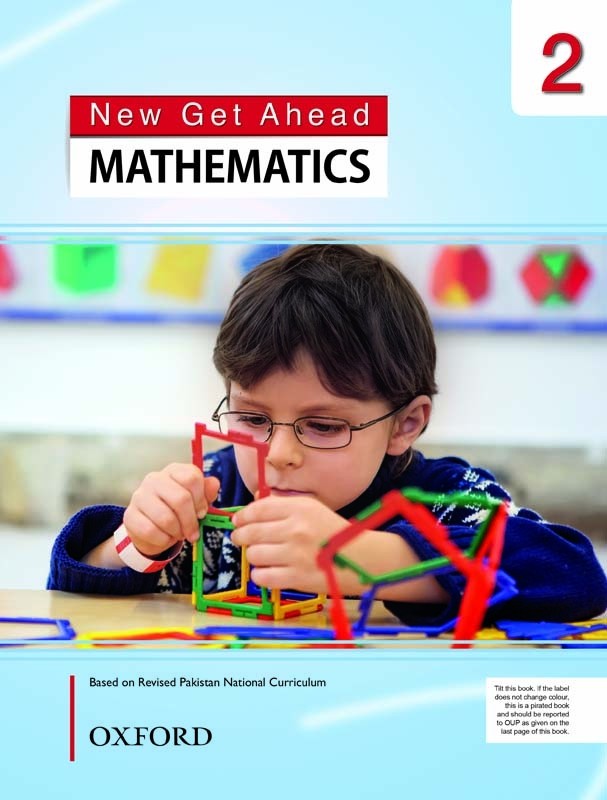 2
New Get Ahead
MATHEMATICS
Based on Revised Pakistan National Curriculum
OXFORD
Tilt this book. If the label
does not change colour,
this is a pirated book
and should be reported
to OUP as given on the
last page of this book.